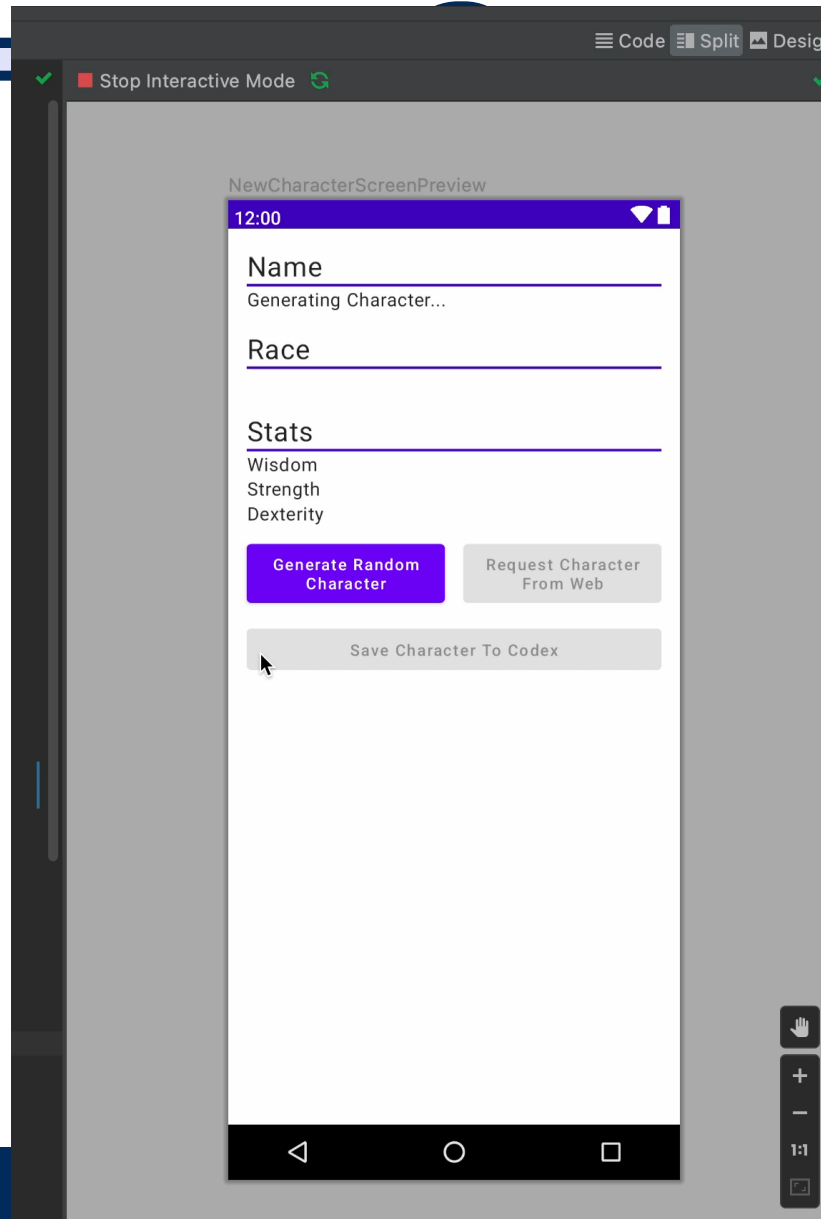 Code Split Desig
Stop Interactive Mode
NewCharacterScreenPreview
12:00
Name
Generating Character...
Race
Stats
Wisdom
Strength
Dexterity
Generate Random
Character
Request Character
From Web
Save Character To Codex
1:1